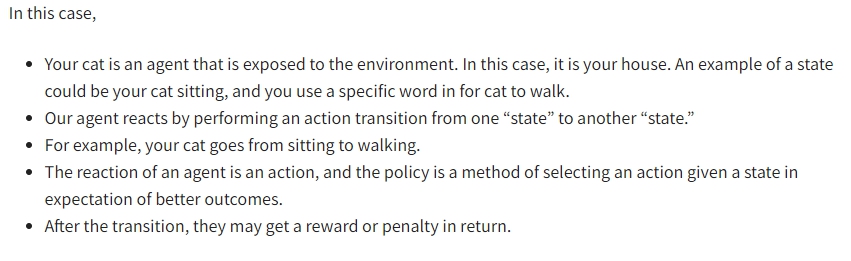 In this case,
• Your cat is an agent that is exposed to the environment. In this case, it is your house. An example of a state
could be your cat sitting, and you use a specific word in for cat to walk.
• Our agent reacts by performing an action transition from one “state” to another “state.”
• For example, your cat goes from sitting to walking.
• The reaction of an agent is an action, and the policy is a method of selecting an action given a state in
expectation of better outcomes.
• After the transition, they may get a reward or penalty in return.